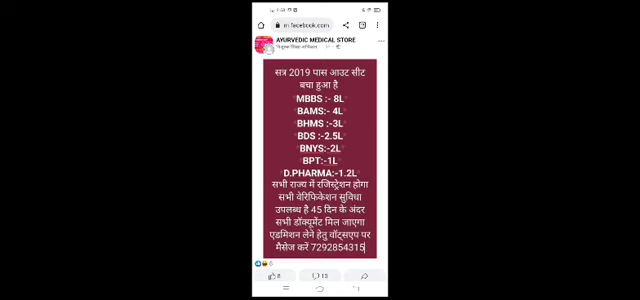 m.facebook.com
AYURVEDIC MEDICAL STORE
सत्र 2019 पास आउट सीट
बचा हुआ है
*MBBS :- 8L*
*BAMS:- 4L*
*BHMS :-3L*
*BDS :-2.5L*
*BNYS:-2L*
*BPT:-1L*
*D.PHARMA:-1.2L*
सभी राज्य में रजिस्ट्रेशन होगा
सभी वेरिफिकेशन सुविधा
उपलब्ध है 45 दिन के अंदर
सभी डॉक्यूमेंट मिल जाएगा
एडमिशन लेने हेतु वॉट्सएप पर
मैसेज करें 7292854315
8
13